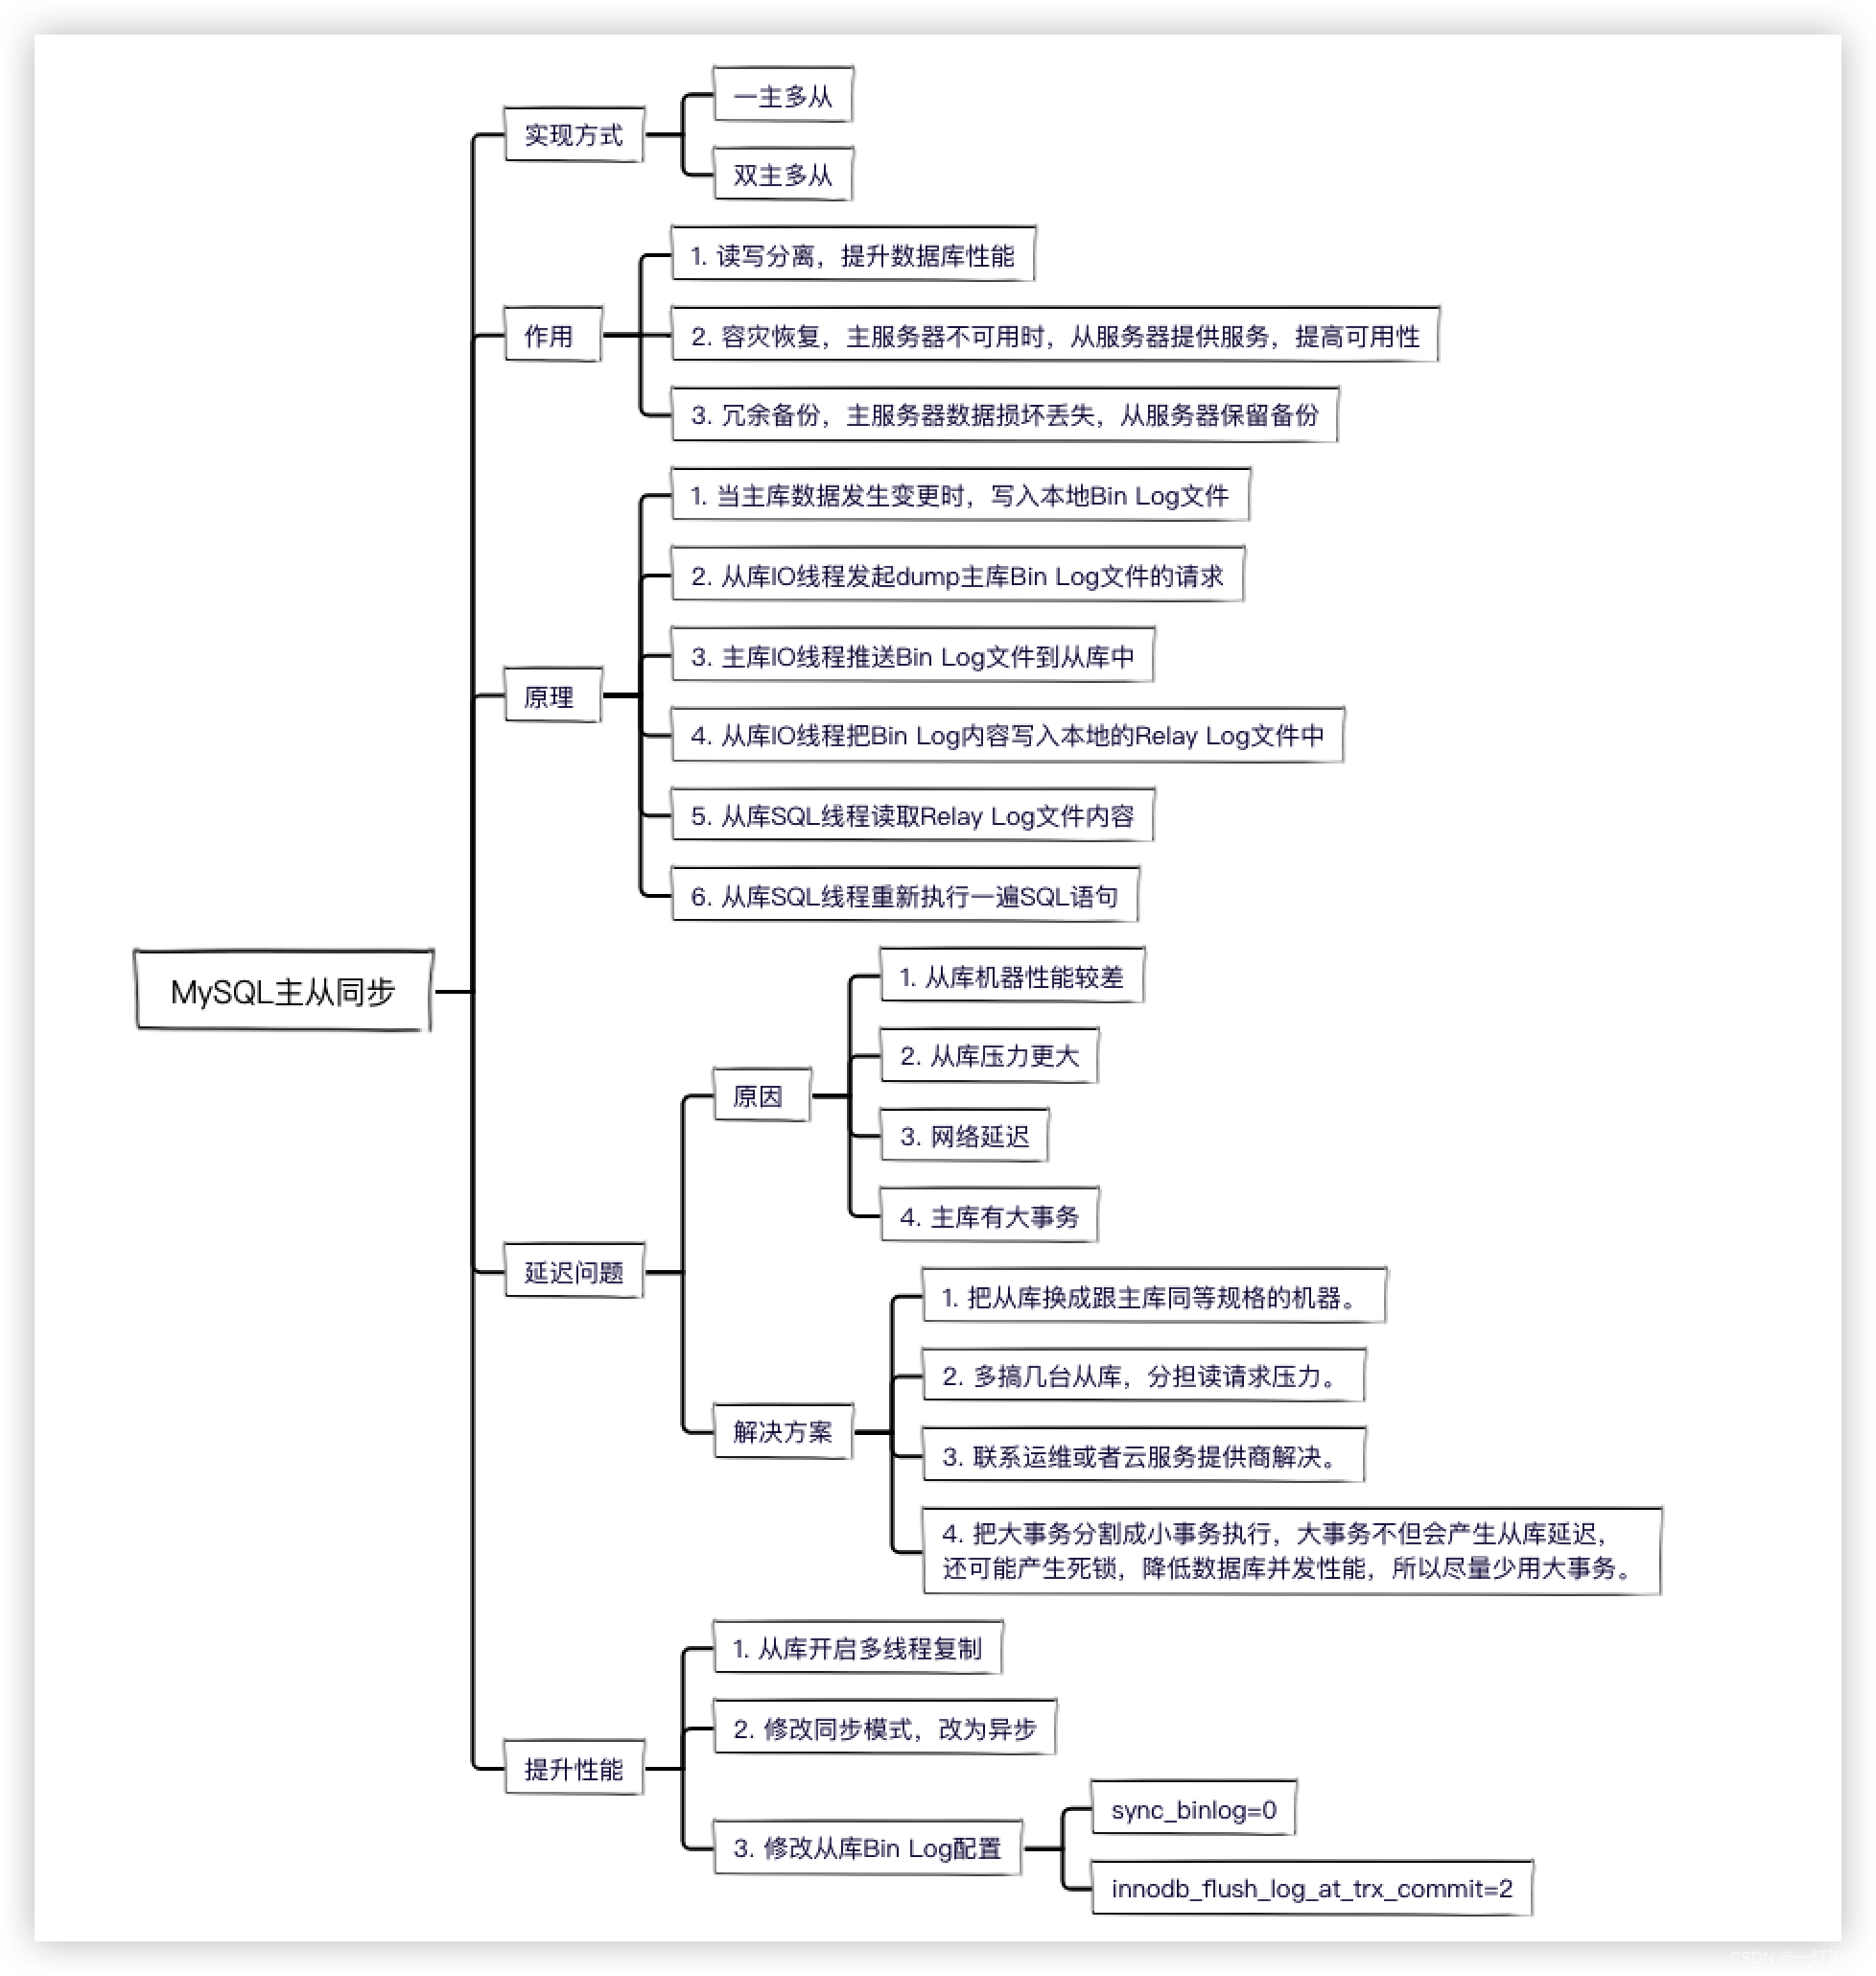 一主多从
实现方式
双主多从
1. 读写分离，提升数据库性能
作用
2. 容灾恢复，主服务器不可用时，从服务器提供服务，提高可用性
3. 冗余备份，主服务器数据损坏丢失，从服务器保留备份
1. 当主库数据发生变更时，写入本地Bin Log文件
2. 从库IO线程发起dump主库Bin Log文件的请求
3. 主库IO线程推送Bin Log文件到从库中
原理
4. 从库IO线程把Bin Log内容写入本地的Relay Log文件中
5. 从库SQL线程读取Relay Log文件内容
6. 从库SQL线程重新执行一遍SQL语句
MySQL主从同步
1. 从库机器性能较差
2. 从库压力更大
原因
3. 网络延迟
4. 主库有大事务
延迟问题
1. 把从库换成跟主库同等规格的机器。
2. 多搞几台从库，分担读请求压力。
解决方案
3. 联系运维或者云服务提供商解决。
4. 把大事务分割成小事务执行，大事务不但会产生从库延迟，
还可能产生死锁，降低数据库并发性能，所以尽量少用大事务。
1. 从库开启多线程复制
2. 修改同步模式，改为异步
提升性能
3. 修改从库Bin Log配置
sync_binlog=0
innodb_flush_log_at_trx_commit=2
CSDN @一灯